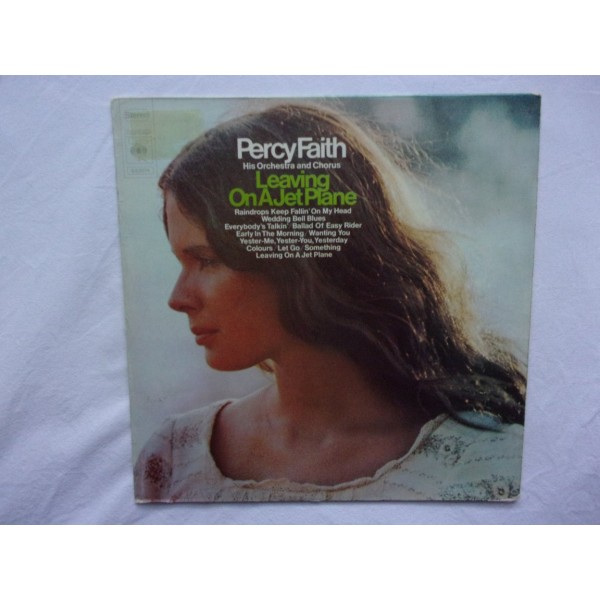 Percy Faith
His Orchestra and Chorus
Leaving
On A Jet Plane
Raindrops Keep Fallin' On My Head
Wedding Bell Blues
Everybody's Talkin'/Ballad Of Easy Rider
Early In The Morning/Wanting You
Yester-Me, Yester-You, Yesterday
Colours/Let Go/Something
Leaving On A Jet Plane